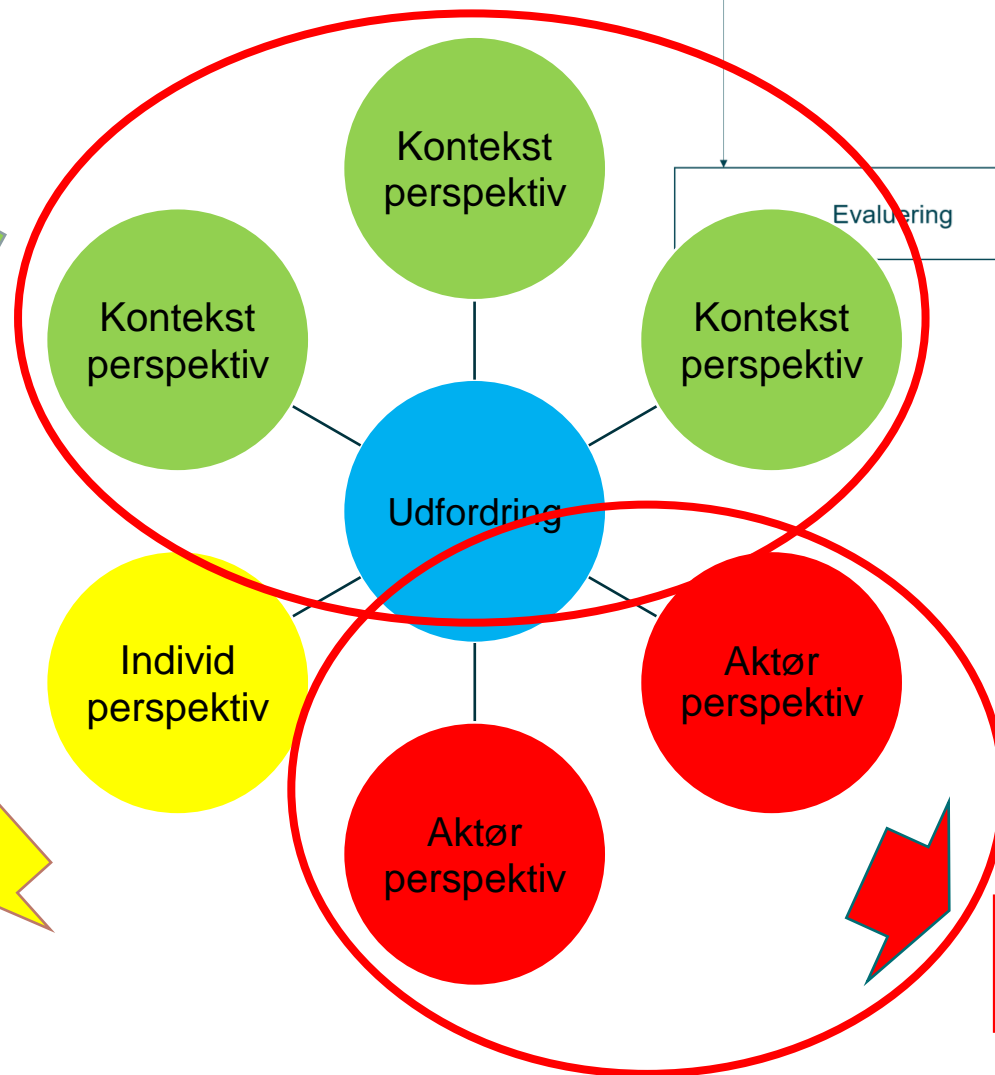 Kontekst
perspektiv
Evaluering
Kontekst
perspektiv
Kontekst
perspektiv
Udfordring
Individ
perspektiv
Aktør
perspektiv
Aktør
perspektiv